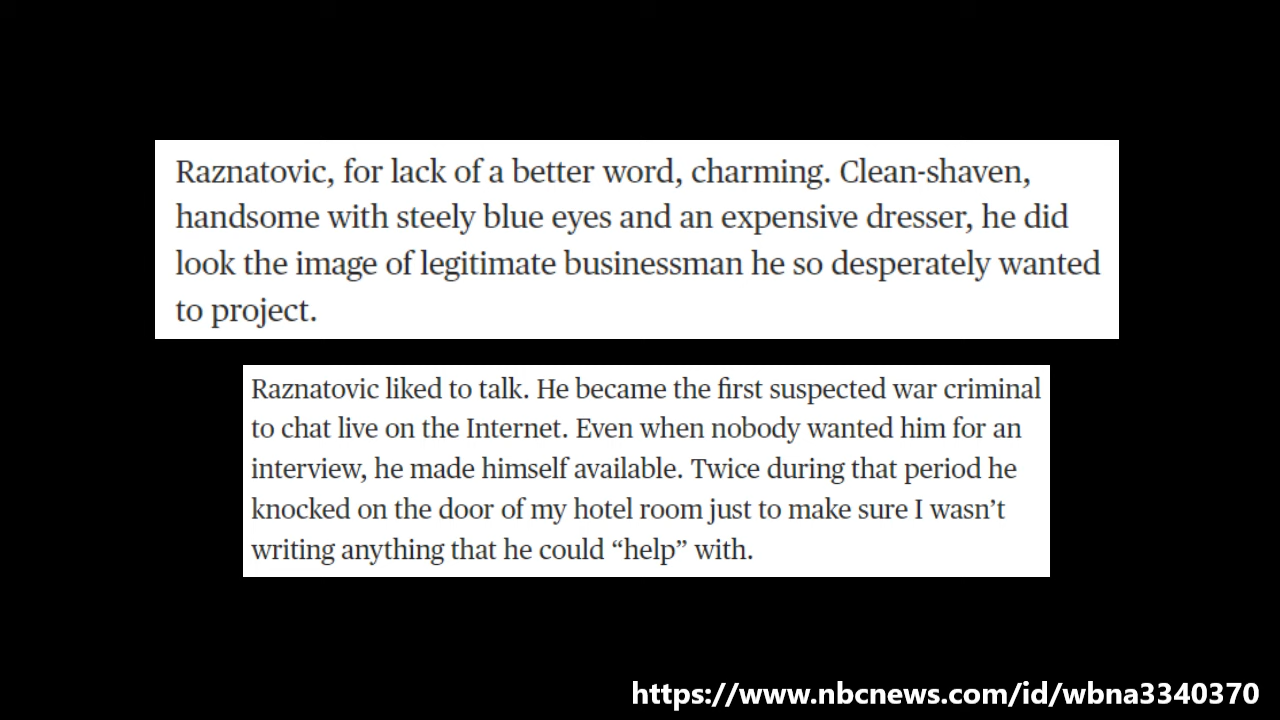 Raznatovic, for lack of a better word, charming. Clean-shaven,
handsome with steely blue eyes and an expensive dresser, he did
look the image of legitimate businessman he so desperately wanted
to project.
Raznatovic liked to talk. He became the first suspected war criminal
to chat live on the Internet. Even when nobody wanted him for an
interview, he made himself available. Twice during that period he
knocked on the door of my hotel room just to make sure I wasn’t
writing anything that he could “help” with.
https://www.nbcnews.com/id/wbna3340370